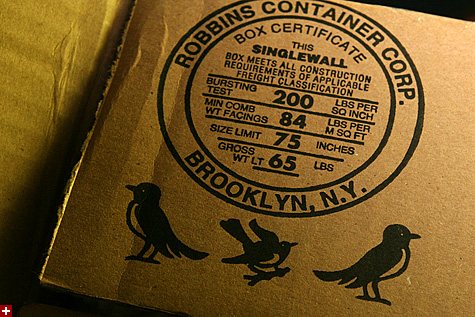 ROBBINS CONTAINER CORP.
BOX CERTIFICATE
THIS
SINGLEWALL
BOX MEETS ALL CONSTRUCTION
REQUIREMENTS OF APPLICABLE
FREIGHT CLASSIFICATION
BURSTING TEST 200 LBS PER SQ INCH
MIN COMB WT FACINGS 84 LBS PER M SQ FT
SIZE LIMIT 75 INCHES
GROSS WT LT 65 LBS
BROOKLYN, N.Y.